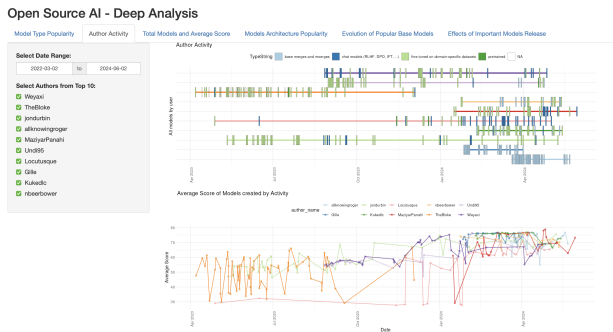 Open Source AI - Deep Analysis
Model Type Popularity
Author Activity
Total Models and Average Score
Models Architecture Popularity
Evolution of Popular Base Models
Effects of Important Models Release
Select Date Range:
2022-03-02 to 2024-06-02
Select Authors from Top 10:
Weyaxi
TheBloke
jondurbin
allknowingroger
MaziyarPanahi
Undi95
Locutusque
Gille
Kukedlc
nbeerbower
Author Activity
TypeString
base merges and moerges
chat models (RLHF, DPO, IFT, ...)
fine-tuned on domain-specific datasets
pretrained
NA
All models by user
Apr 2023
Jul 2023
Oct 2023
Jan 2024
Apr 2024
Average Score of Models created by Activity
author_name
allknowingroger
jondurbin
Locutusque
nbeerbower
Undi95
Gille
Kukedlc
MaziyarPanahi
TheBloke
Weyaxi
Average Score
80
70
60
50
40
30
Apr 2023
Jul 2023
Oct 2023
Jan 2024
Apr 2024
Date